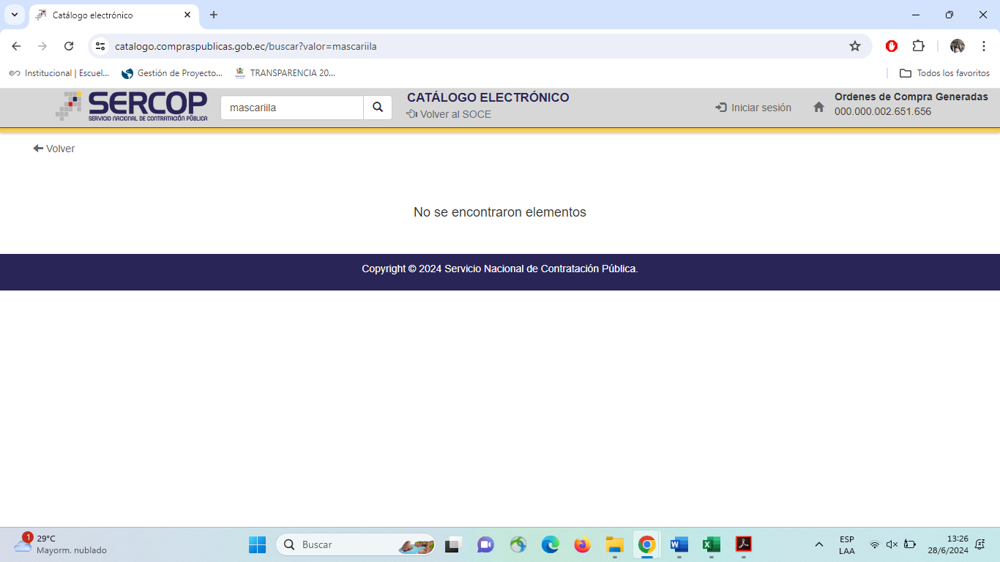 Catálogo electrónico
catalogo.compraspublicas.gob.ec/buscar?valor=mascariila
Institucional | Escuel...
Gestión de Proyecto...
TRANSPARENCIA 20...
Todos los favoritos
SERCOP
SERVICIO NACIONAL DE CONTRATACIÓN PÚBLICA
mascariila
CATÁLOGO ELECTRÓNICO
Volver al SOCE
Iniciar sesión
Ordenes de Compra Generadas
000.000.002.651.656
Volver
No se encontraron elementos
Copyright © 2024 Servicio Nacional de Contratación Pública.
1
29°C
Mayorm. nublado
Buscar
ESP
LAA
13:26
28/6/2024